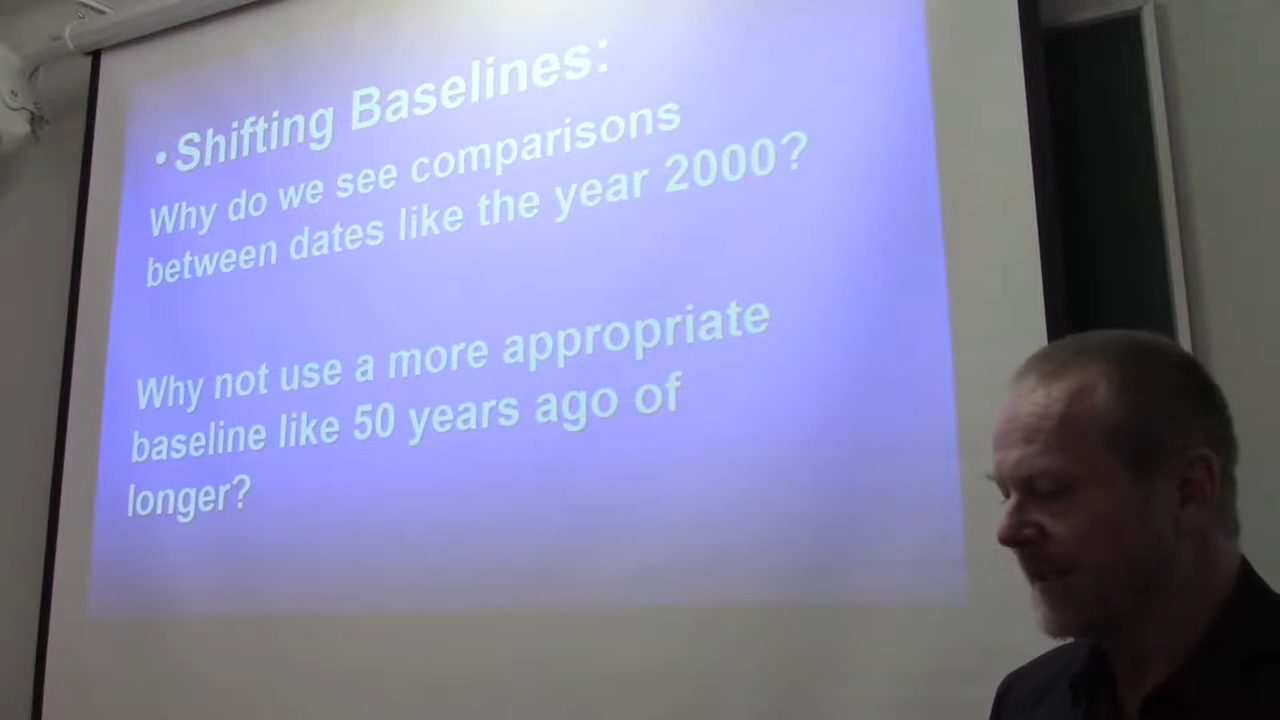 • Shifting Baselines:
Why do we see comparisons
between dates like the year 2000?
Why not use a more appropriate
baseline like 50 years ago of
longer?